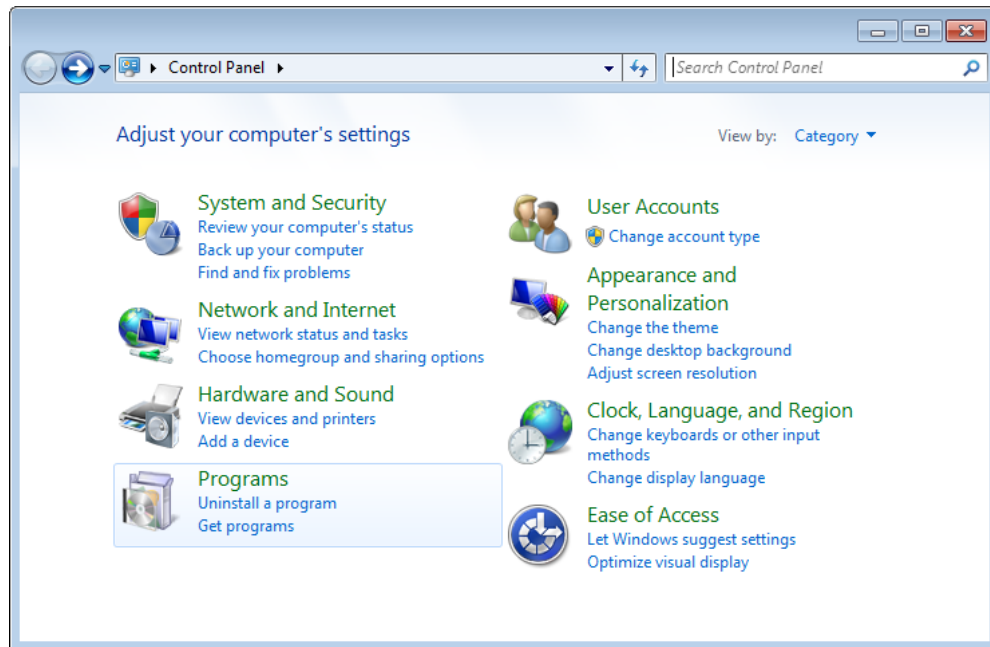 Control Panel
Search Control Panel
Adjust your computer's settings
View by: Category
System and Security
Review your computer's status
Back up your computer
Find and fix problems
Network and Internet
View network status and tasks
Choose homegroup and sharing options
Hardware and Sound
View devices and printers
Add a device
Programs
Uninstall a program
Get programs
User Accounts
Change account type
Appearance and
Personalization
Change the theme
Change desktop background
Adjust screen resolution
Clock, Language, and Region
Change keyboards or other input
methods
Change display language
Ease of Access
Let Windows suggest settings
Optimize visual display